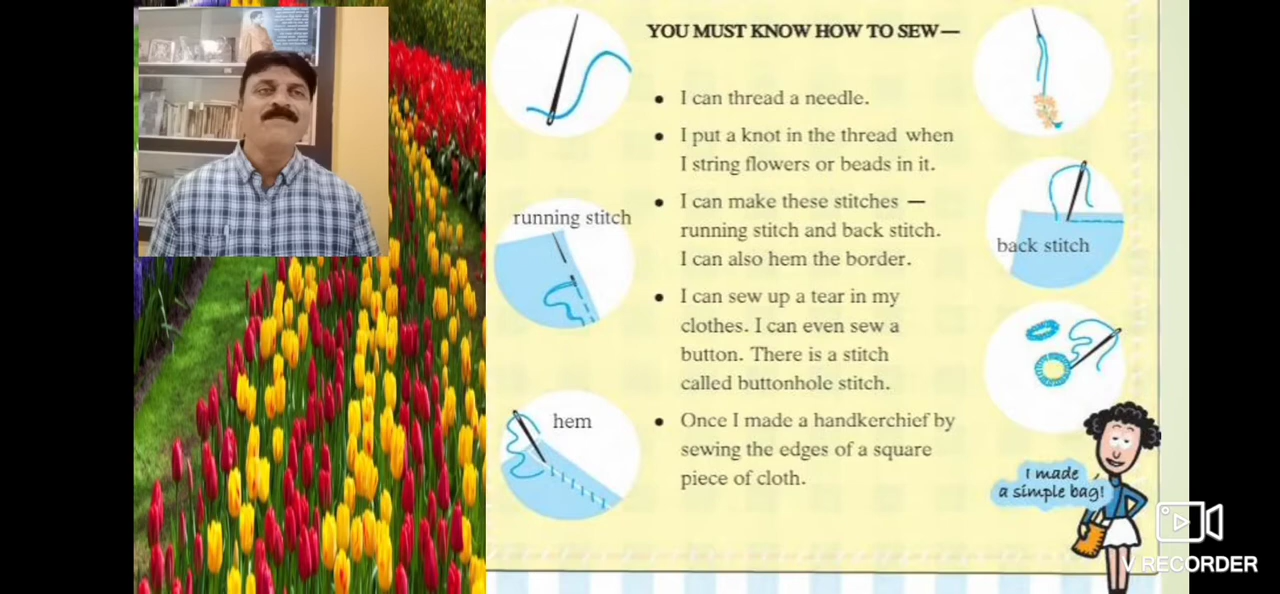 YOU MUST KNOW HOW TO SEW—
• I can thread a needle.
• I put a knot in the thread when
I string flowers or beads in it.
• I can make these stitches —
running stitch and back stitch.
I can also hem the border.
• I can sew up a tear in my
clothes. I can even sew a
button. There is a stitch
called buttonhole stitch.
• Once I made a handkerchief by
sewing the edges of a square
piece of cloth.
running stitch
hem
back stitch
I made
a simple bag!
V RECORDER